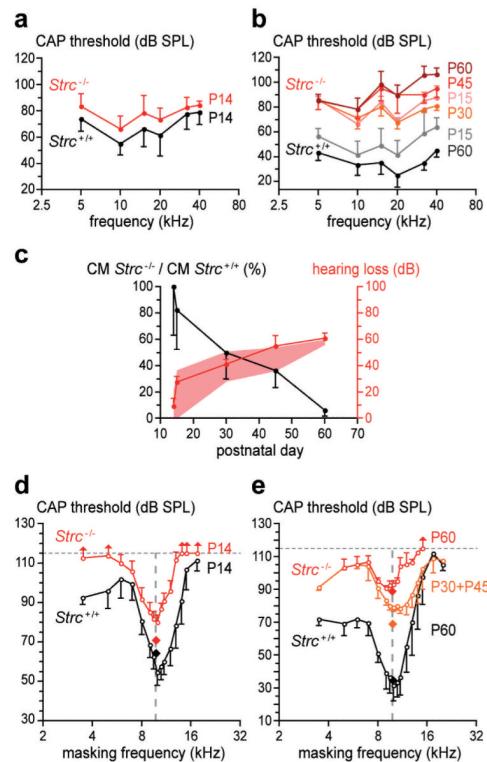 a
CAP threshold (dB SPL)
120
100
80
60
40
20
Strc-/-
Strc+/+
P14
P14
2.5 5 10 20 40 80
frequency (kHz)
b
CAP threshold (dB SPL)
120
100
80
60
40
20
Strc-/-
Strc+/+
P60
P45
P15
P30
P15
P60
2.5 5 10 20 40 80
frequency (kHz)
c
CM Strc-/- / CM Strc+/+ (%)
hearing loss (dB)
100 100
80 80
60 60
40 40
20 20
0 0
10 20 30 40 50 60 70
postnatal day
d
CAP threshold (dB SPL)
130
110
90
70
50
30
Strc-/-
Strc+/+
P14
P14
2 4 8 16 32
masking frequency (kHz)
e
CAP threshold (dB SPL)
130
110
90
70
50
30
10
Strc-/-
Strc+/+
P60
P30+P45
P60
2 4 8 16 32
masking frequency (kHz)